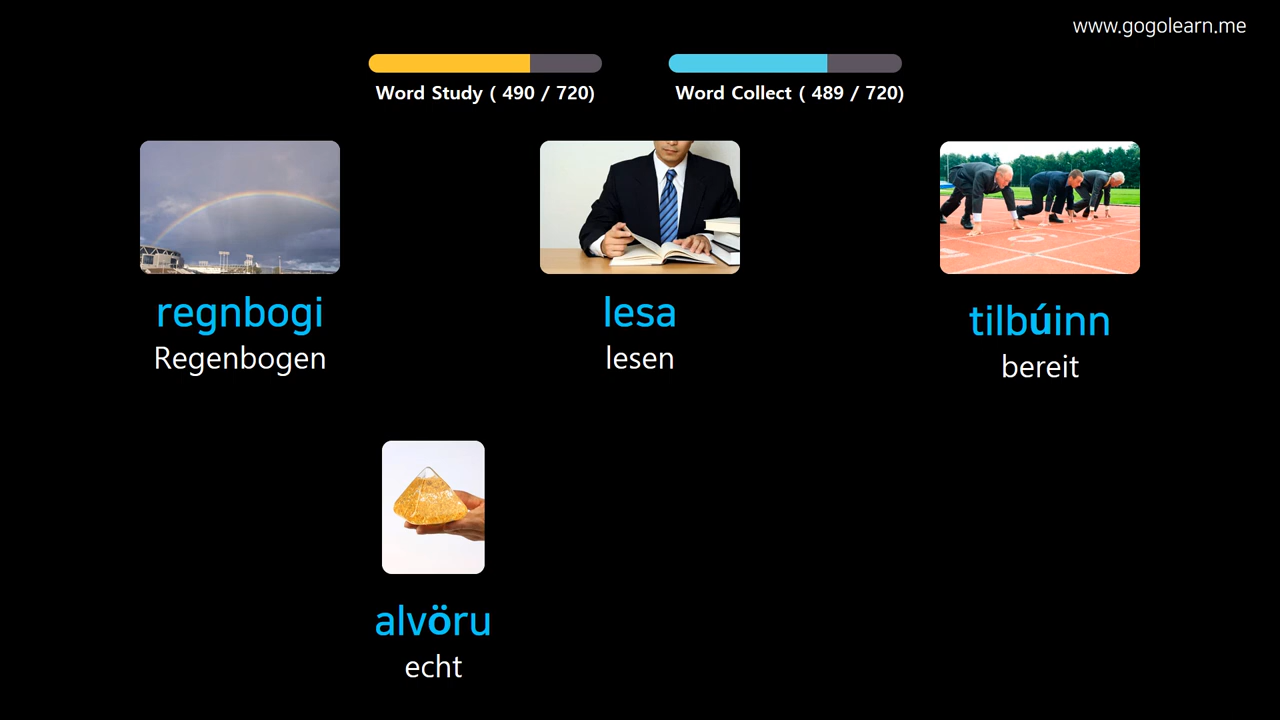 www.gogolearn.me
Word Study ( 490 / 720)
Word Collect ( 489 / 720)
regnbogi
Regenbogen
lesa
lesen
tilbúinn
bereit
alvöru
echt